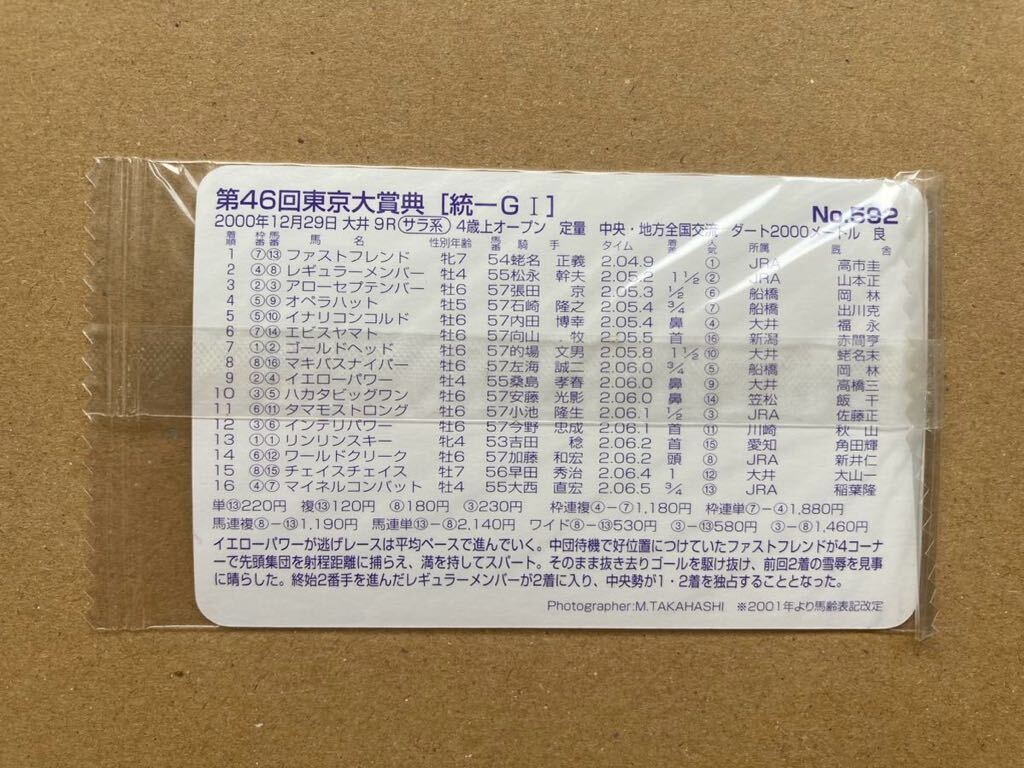 第46回東京大賞典 [統一GⅠ] No.592
2000年12月29日 大井 9R サラ系 4歳上オープン 定量 中央・地方全国交流 ダート2000メートル 良
着順 枠番 馬番 馬名 性別年齢 騎手 タイム 着差 人気 所属 厩舎
1 ⑦⑬ ファストフレンド 牝7 54蛯名 正義 2.04.9 ① JRA 高市圭
2 ④⑧ レギュラーメンバー 牡4 55松永 幹夫 2.05.2 1 1/2 ② JRA 山本正
3 ②③ アローセプテンバー 牡6 57張田 京 2.05.3 1/2 ⑥ 船橋 岡林
4 ⑤⑨ オペラハット 牡5 57石崎 隆之 2.05.4 3/4 ⑦ 船橋 出川克
5 ⑤⑩ イナリコンコルド 牡6 57内田 博幸 2.05.4 鼻 ④ 大井 福永
6 ⑦⑭ エビスヤマト 牡6 57向山 牧 2.05.5 首 ⑯ 新潟 赤間亨
7 ①② ゴールドヘッド 牡6 57的場 文男 2.05.8 1 1/2 ⑩ 大井 蛯名末
8 ⑧⑯ マキバスナイパー 牡6 57左海 誠二 2.06.0 3/4 ⑤ 船橋 岡林
9 ②④ イエローパワー 牡4 55桑島 孝春 2.06.0 鼻 ⑨ 大井 高橋三
10 ③⑤ ハカタビッグワン 牡6 57安藤 光彰 2.06.0 鼻 ⑭ 笠松 飯干
11 ⑥⑪ タマモストロング 牡6 57小池 隆生 2.06.1 1/2 ③ JRA 佐藤正
12 ③⑥ インテリパワー 牡6 57今野 忠成 2.06.1 首 ⑪ 川崎 秋山
13 ①① リンリンスキー 牝4 53吉田 稔 2.06.2 首 ⑮ 愛知 角田輝
14 ⑥⑫ ワールドクリーク 牡6 57加藤 和宏 2.06.2 頭 ⑧ JRA 新井仁
15 ⑧⑮ チェイスチェイス 牡7 56早田 秀治 2.06.4 1 ⑫ 大井 大山一
16 ④⑦ マイネルコンバット 牡4 55大西 直宏 2.06.5 3/4 ⑬ JRA 稲葉隆
単⑬220円 複⑬120円 ⑧180円 ③230円 枠連複④−⑦1,180円 枠連単⑦−④1,880円
馬連複⑧−⑬1,190円 馬連単⑬−⑧2,140円 ワイド⑧−⑬530円 ③−⑬580円 ③−⑧1,460円
イエローパワーが逃げレースは平均ペースで進んでいく。中団待機で好位置につけていたファストフレンドが4コーナ
ーで先頭集団を射程距離に捕らえ、満を持してスパート。そのまま抜き去りゴールを駆け抜け、前回2着の雪辱を見事
に晴らした。終始2番手を進んだレギュラーメンバーが2着に入り、中央勢が1・2着を独占することとなった。
Photographer:M.TAKAHASHI ※2001年より馬齢表記改定